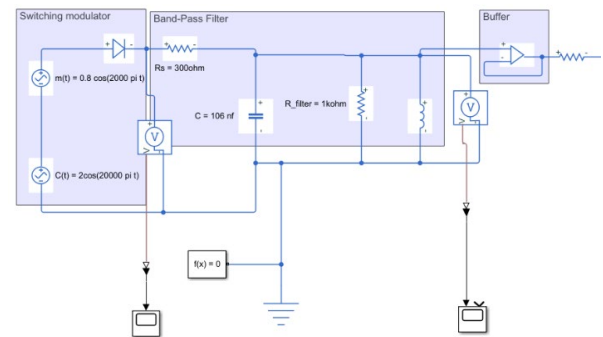 Switching modulator
Band-Pass Filter
Buffer
Rs = 300ohm
m(t) = 0.8 cos(2000 pi t)
C = 106 nf
R_filter = 1kohm
V
V
C(t) = 2cos(20000 pi t)
f(x) = 0